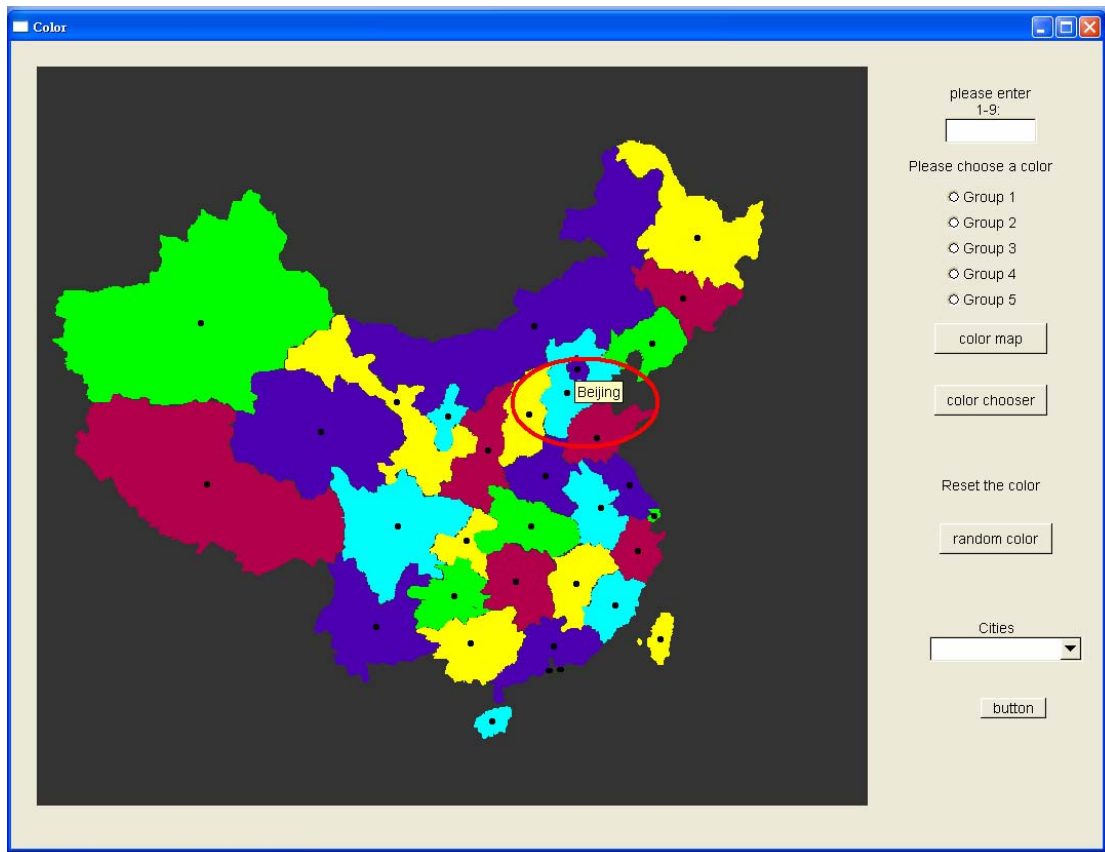 Color
please enter
1-9:
Please choose a color
Group 1
Group 2
Group 3
Group 4
Group 5
color map
Beijing
color chooser
Reset the color
random color
Cities
button